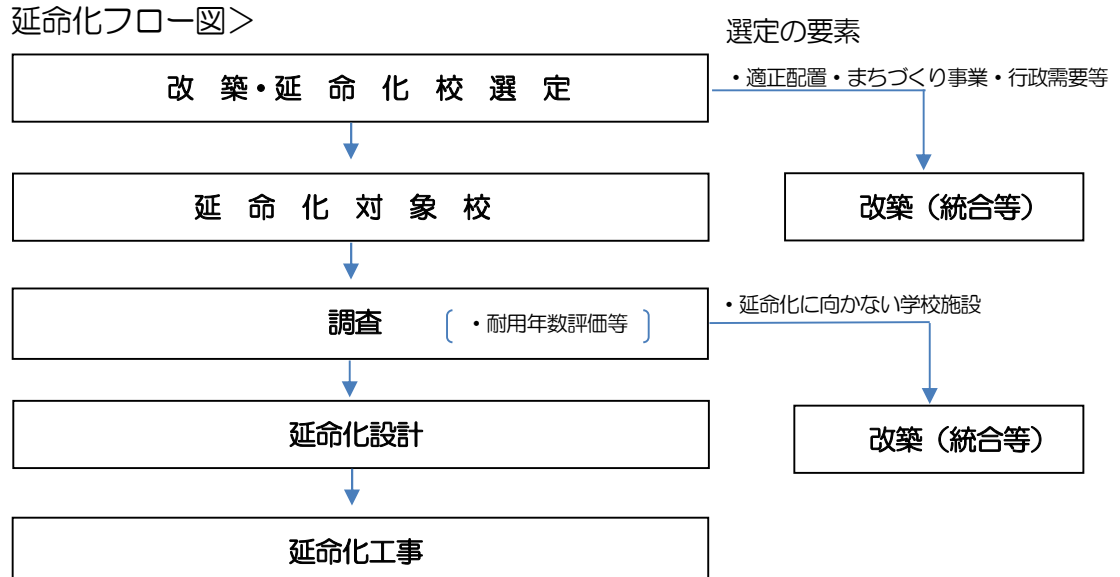 延命化フロー図＞
選定の要素
改 築・延 命 化 校 選 定
・適正配置・まちづくり事業・行政需要等
延 命 化 対 象 校
改築（統合等）
調査 〔・耐用年数評価等〕
・延命化に向かない学校施設
延命化設計
改築（統合等）
延命化工事